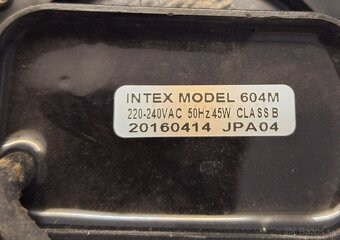 INTEX MODEL 604M
220-240VAC 50Hz 45W CLASS B
20160414 JPA04